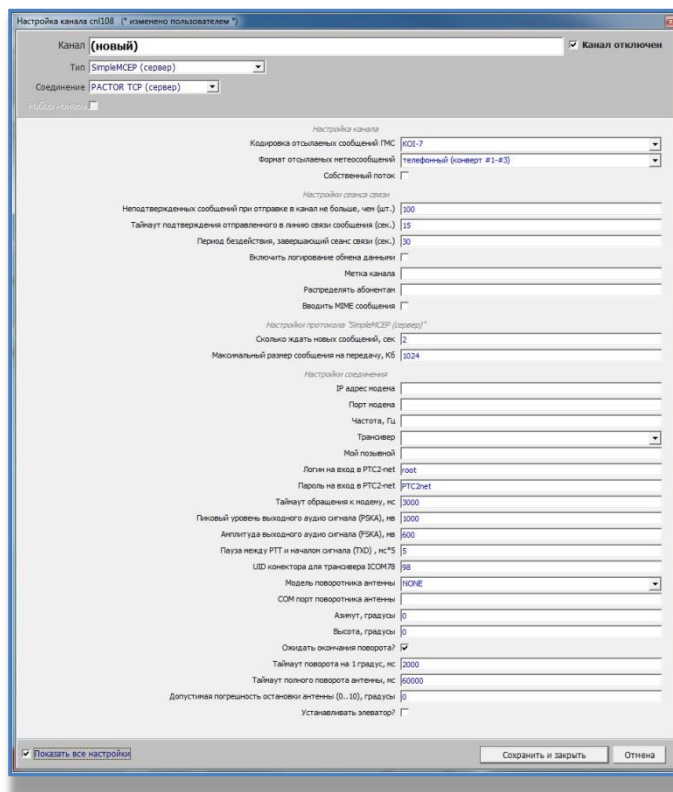 Настройка канала cnl108 (* изменено пользователем *)
Канал (новый) Канал отключен
Тип SimpleMCEP (сервер)
Соединение PACTOR TCP (сервер)
Набор номера
Настройка канала
Кодировка отсылаемых сообщений ГМС KOI-7
Формат отсылаемых метеосообщений телефонный (конверт #1-#3)
Собственный поток
Настройки сеанса связи
Неподтвержденных сообщений при отправке в канал не больше, чем (шт.) 100
Таймаут подтверждения отправленного в линию связи сообщения (сек.) 15
Период бездействия, завершающий сеанс связи (сек.) 30
Включить логирование обмена данными
Метка канала
Распределять абонентам
Вводить MIME сообщения
Настройки протокола "SimpleMCEP (сервер)"
Сколько ждать новых сообщений, сек 2
Максимальный размер сообщения на передачу, Кб 1024
Настройки соединения
IP адрес модема
Порт модема
Частота, Гц
Трансивер
Мой позывной
Логин на вход в PTC2-net root
Пароль на вход в PTC2-net PTC2net
Таймаут обращения к модему, мс 3000
Пиковый уровень выходного аудио сигнала (PSKA), мв 1000
Амплитуда выходного аудио сигнала (FSKA), мв 600
Пауза между PTT и началом сигнала (TXD) , мс*5 5
UID конектора для трансивера ICOM78 98
Модель поворотника антенны NONE
COM порт поворотника антенны
Азимут, градусы 0
Высота, градусы 0
Ожидать окончания поворота?
Таймаут поворота на 1 градус, мс 2000
Таймаут полного поворота антенны, мс 60000
Допустимая погрешность остановки антенны (0..10), градусы 0
Устанавливать элеватор?
Показать все настройки Сохранить и закрыть Отмена